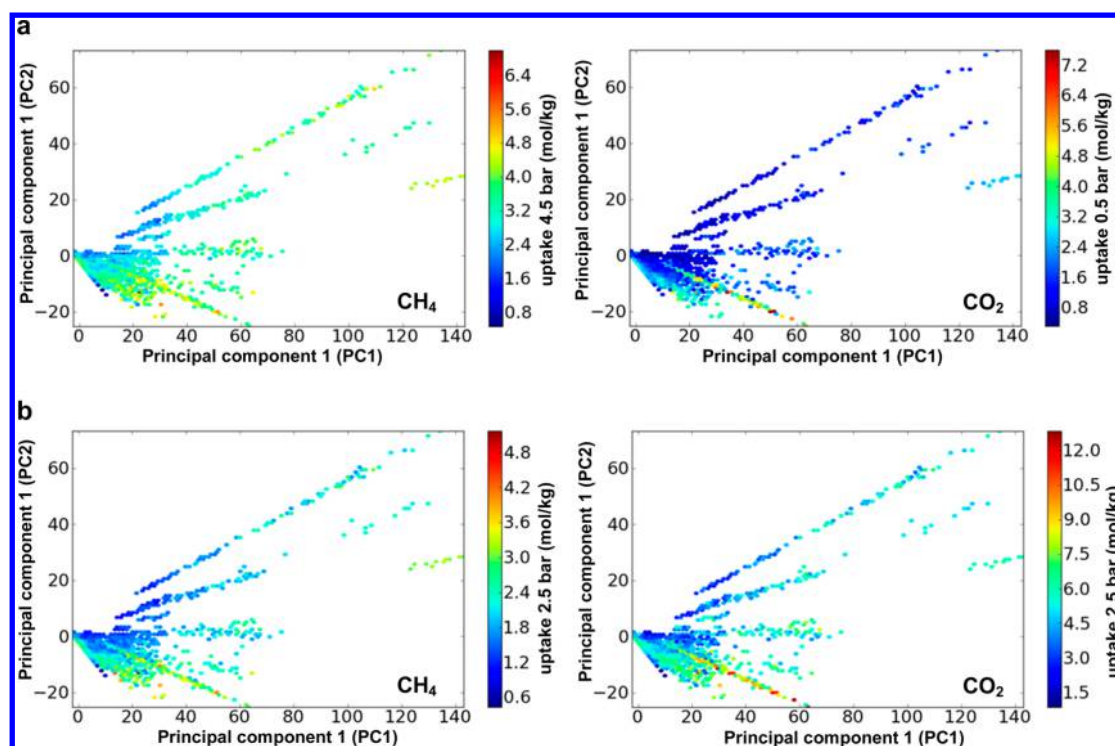 a
Principal component 1 (PC2)
60
40
20
0
−20
0 20 40 60 80 100 120 140
Principal component 1 (PC1)
CH4
6.4
5.6
4.8
4.0
3.2
2.4
1.6
0.8
uptake 4.5 bar (mol/kg)
Principal component 1 (PC2)
60
40
20
0
−20
0 20 40 60 80 100 120 140
Principal component 1 (PC1)
CO2
7.2
6.4
5.6
4.8
4.0
3.2
2.4
1.6
0.8
uptake 0.5 bar (mol/kg)
b
Principal component 1 (PC2)
60
40
20
0
−20
0 20 40 60 80 100 120 140
Principal component 1 (PC1)
CH4
4.8
4.2
3.6
3.0
2.4
1.8
1.2
0.6
uptake 2.5 bar (mol/kg)
Principal component 1 (PC2)
60
40
20
0
−20
0 20 40 60 80 100 120 140
Principal component 1 (PC1)
CO2
12.0
10.5
9.0
7.5
6.0
4.5
3.0
1.5
uptake 2.5 bar (mol/kg)